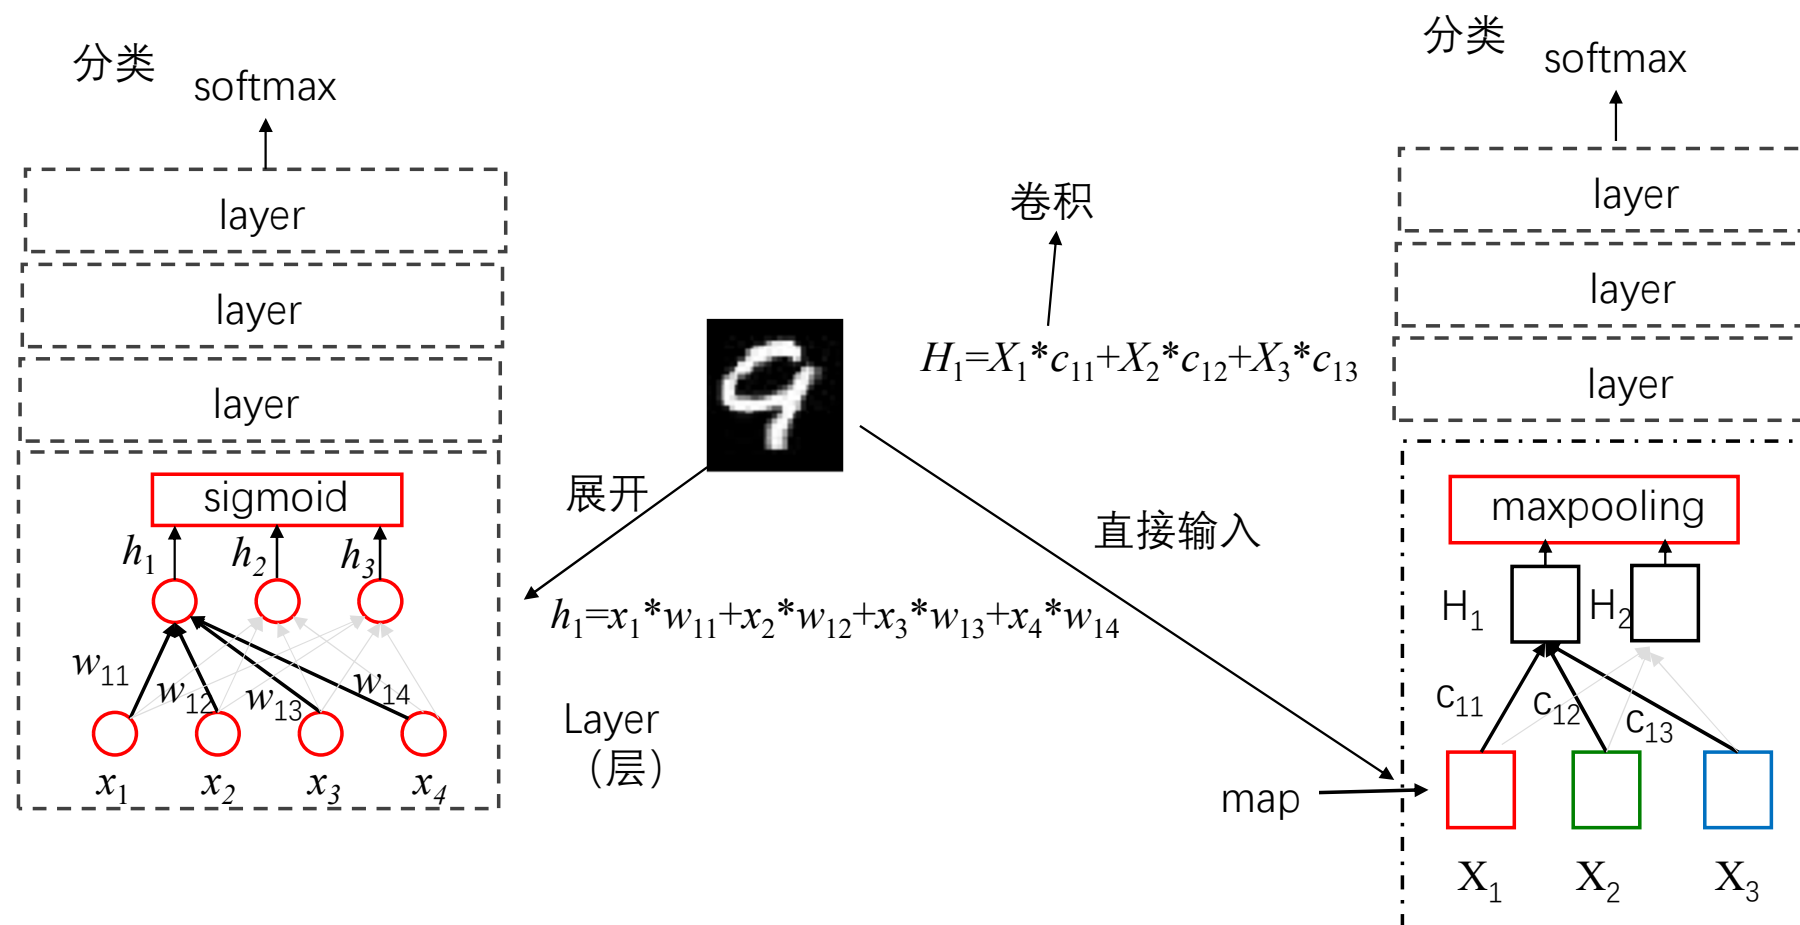 分类
softmax
layer
layer
layer
sigmoid
h1 h2 h3
w11 w12 w13 w14
x1 x2 x3 x4
展开
h1=x1*w11+x2*w12+x3*w13+x4*w14
Layer
（层）
卷积
H1=X1*c11+X2*c12+X3*c13
直接输入
map
分类
softmax
layer
layer
layer
maxpooling
H1 H2
c11 c12 c13
X1 X2 X3